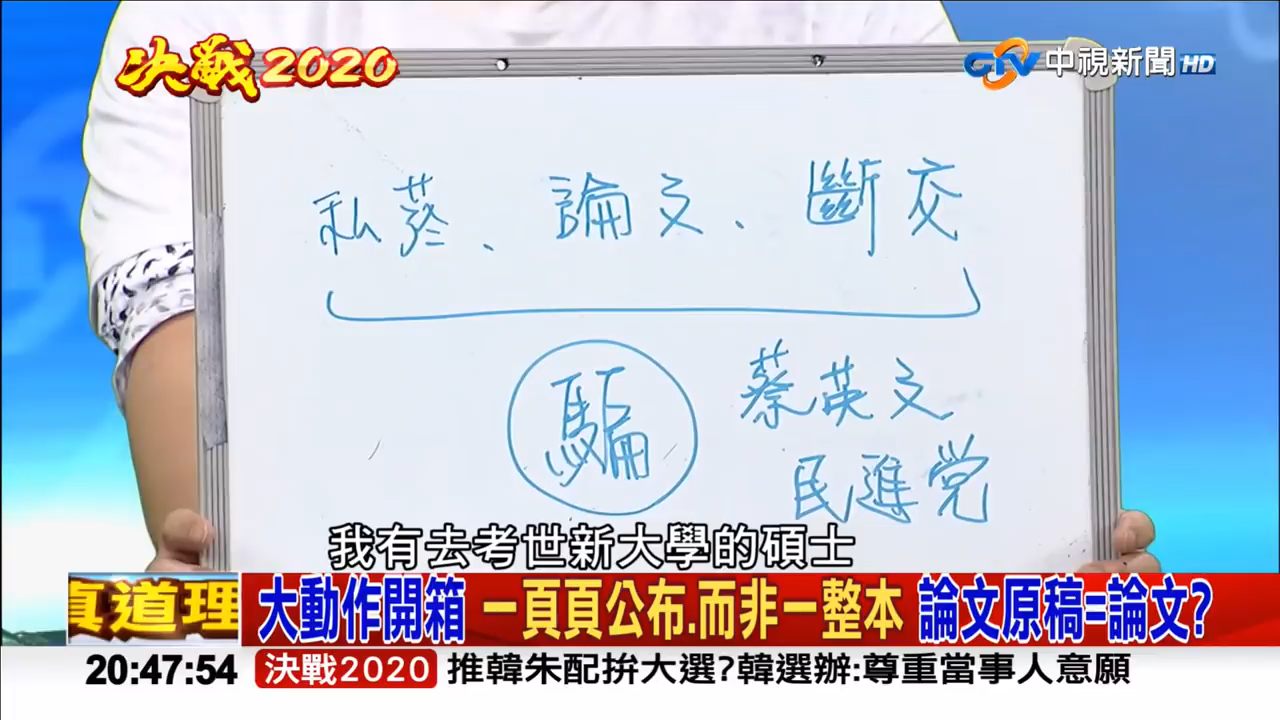 決戰2020
CTV 中視新聞HD
私菸、論文、斷交
騙
蔡英文
民進党
我有去考世新大學的碩士
真道理
大動作開箱 一頁頁公布.而非一整本 論文原稿=論文?
20:47:54 決戰2020 推韓朱配拚大選?韓選辦:尊重當事人意願